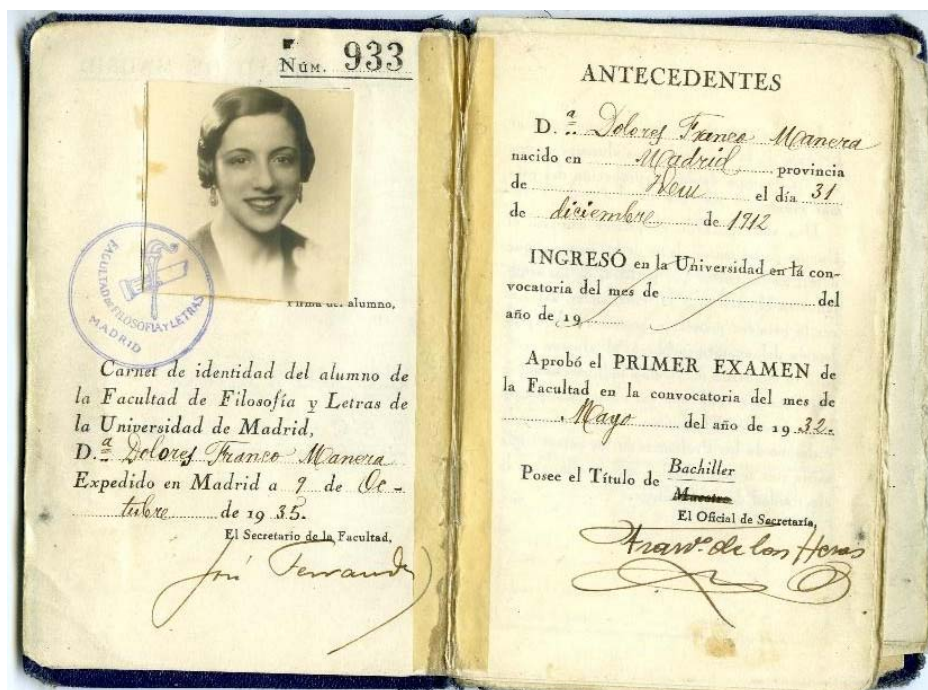 NÚM. 933
FACULTAD DE FILOSOFIA Y LETRAS
MADRID
Firma del alumno,
Carnet de identidad del alumno de
la Facultad de Filosofía y Letras de
la Universidad de Madrid,
D.ª Dolores Franco Manera
Expedido en Madrid a 9 de Oc-
tubre de 1935.
El Secretario de la Facultad,
ANTECEDENTES
D.ª Dolores Franco Manera
nacido en Madrid provincia
de Idem el día 31
de diciembre de 1912
INGRESÓ en la Universidad en la con-
vocatoria del mes de del
año de 19
Aprobó el PRIMER EXAMEN de
la Facultad en la convocatoria del mes de
Mayo del año de 1932.
Posee el Título de Bachiller
Maestro
El Oficial de Secretaría,
de las Heras